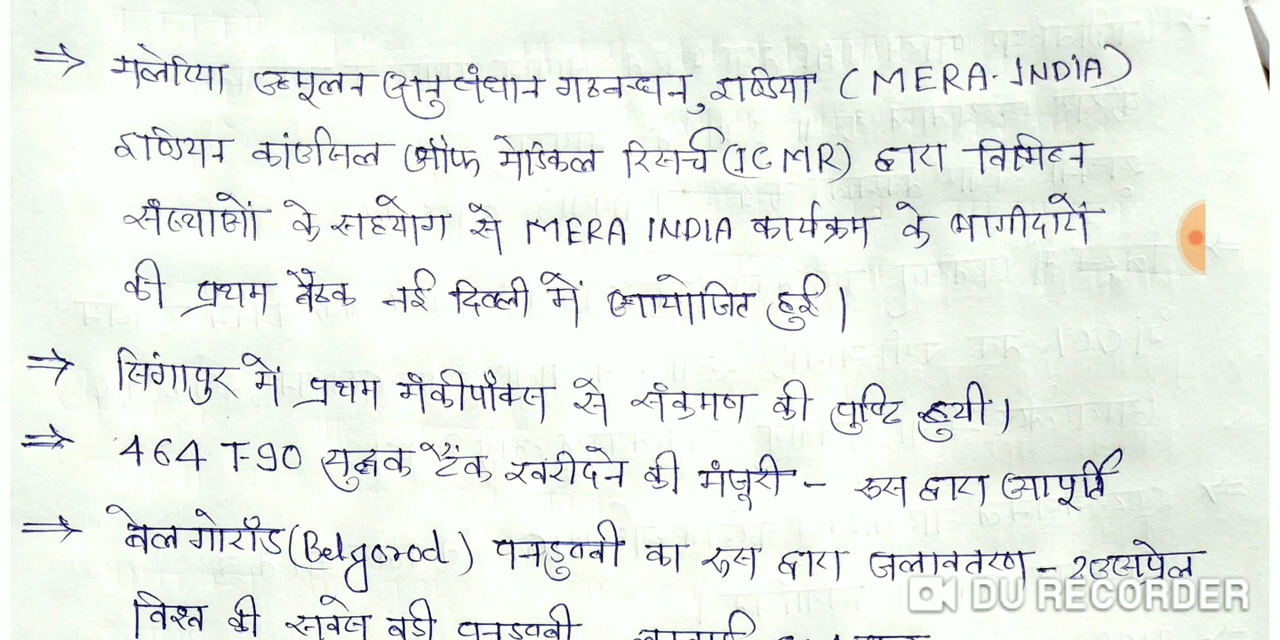 ⇒ मलेरिया उन्मूलन अनुसंधान गठबन्धन, इण्डिया (MERA-INDIA)
इण्डियन कांउसिल ऑफ मेडिकल रिसर्च (ICMR) द्वारा विभिन्न
संस्थाओं के सहयोग से MERA INDIA कार्यक्रम के भागीदारों
की प्रथम बैठक नई दिल्ली में आयोजित हुई।
⇒ सिंगापुर में प्रथम मंकीपॉक्स से संक्रमण की पुष्टि हुयी।
⇒ 464 T-90 टैंक खरीदने की मंजूरी - रूस द्वारा आपूर्ति
⇒ बेलगोरॉड (Belgorod) पनडुब्बी का रूस द्वारा जलावतरण -
विश्व की सबसे बडी पनडुब्बी
DU RECORDER